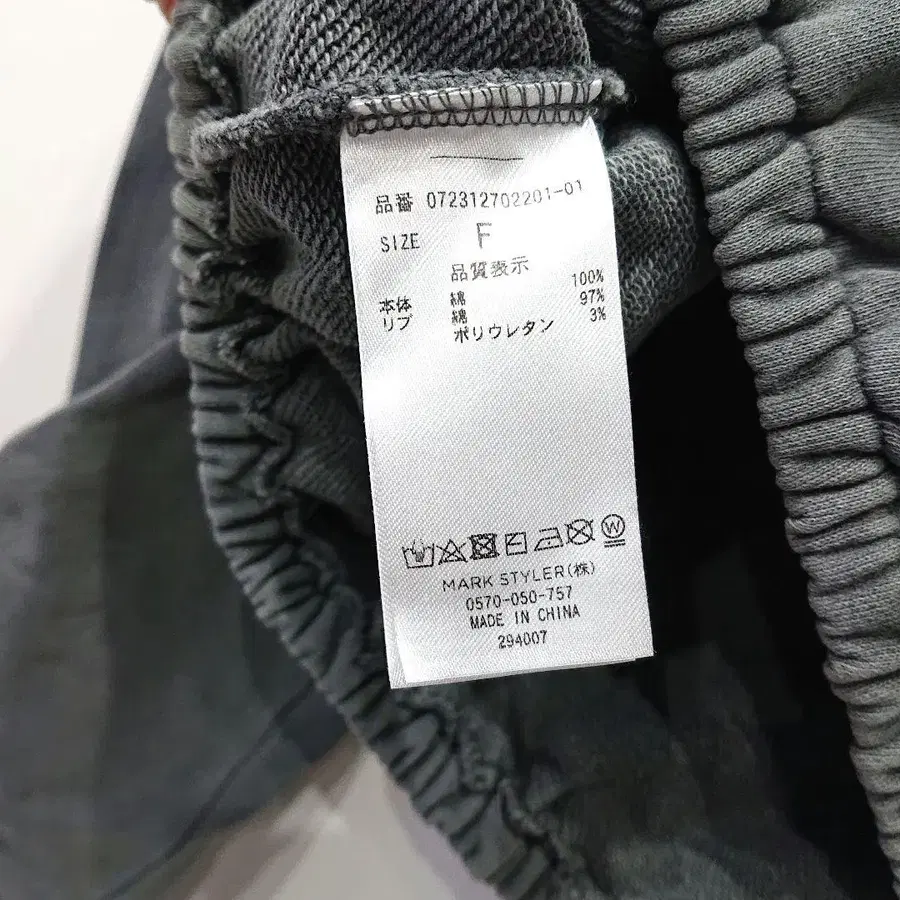 品番 072312702201-01
SIZE F
品質表示
本体 綿 100%
リブ 綿 97%
ポリウレタン 3%
MARK STYLER(株)
0570-050-757
MADE IN CHINA
294007